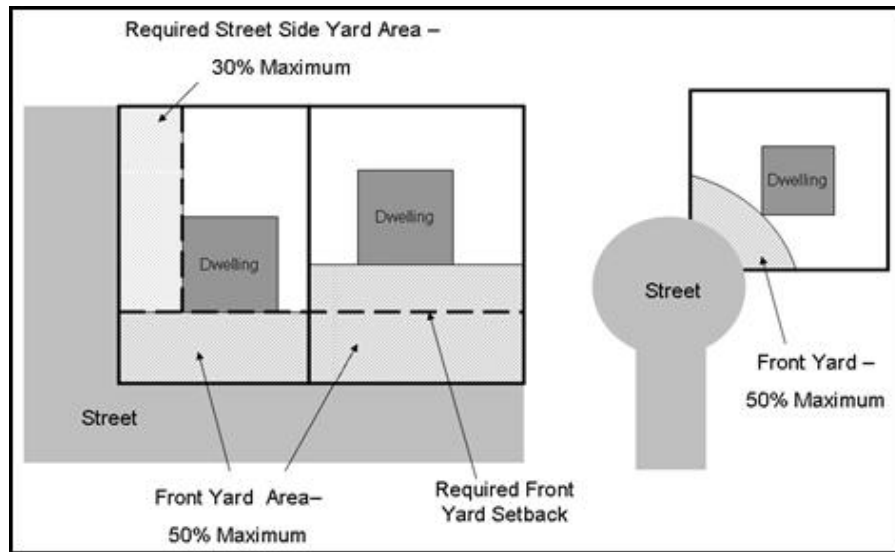 Required Street Side Yard Area –
30% Maximum
Dwelling
Dwelling
Street
Front Yard Area–
50% Maximum
Required Front
Yard Setback
Dwelling
Street
Front Yard –
50% Maximum